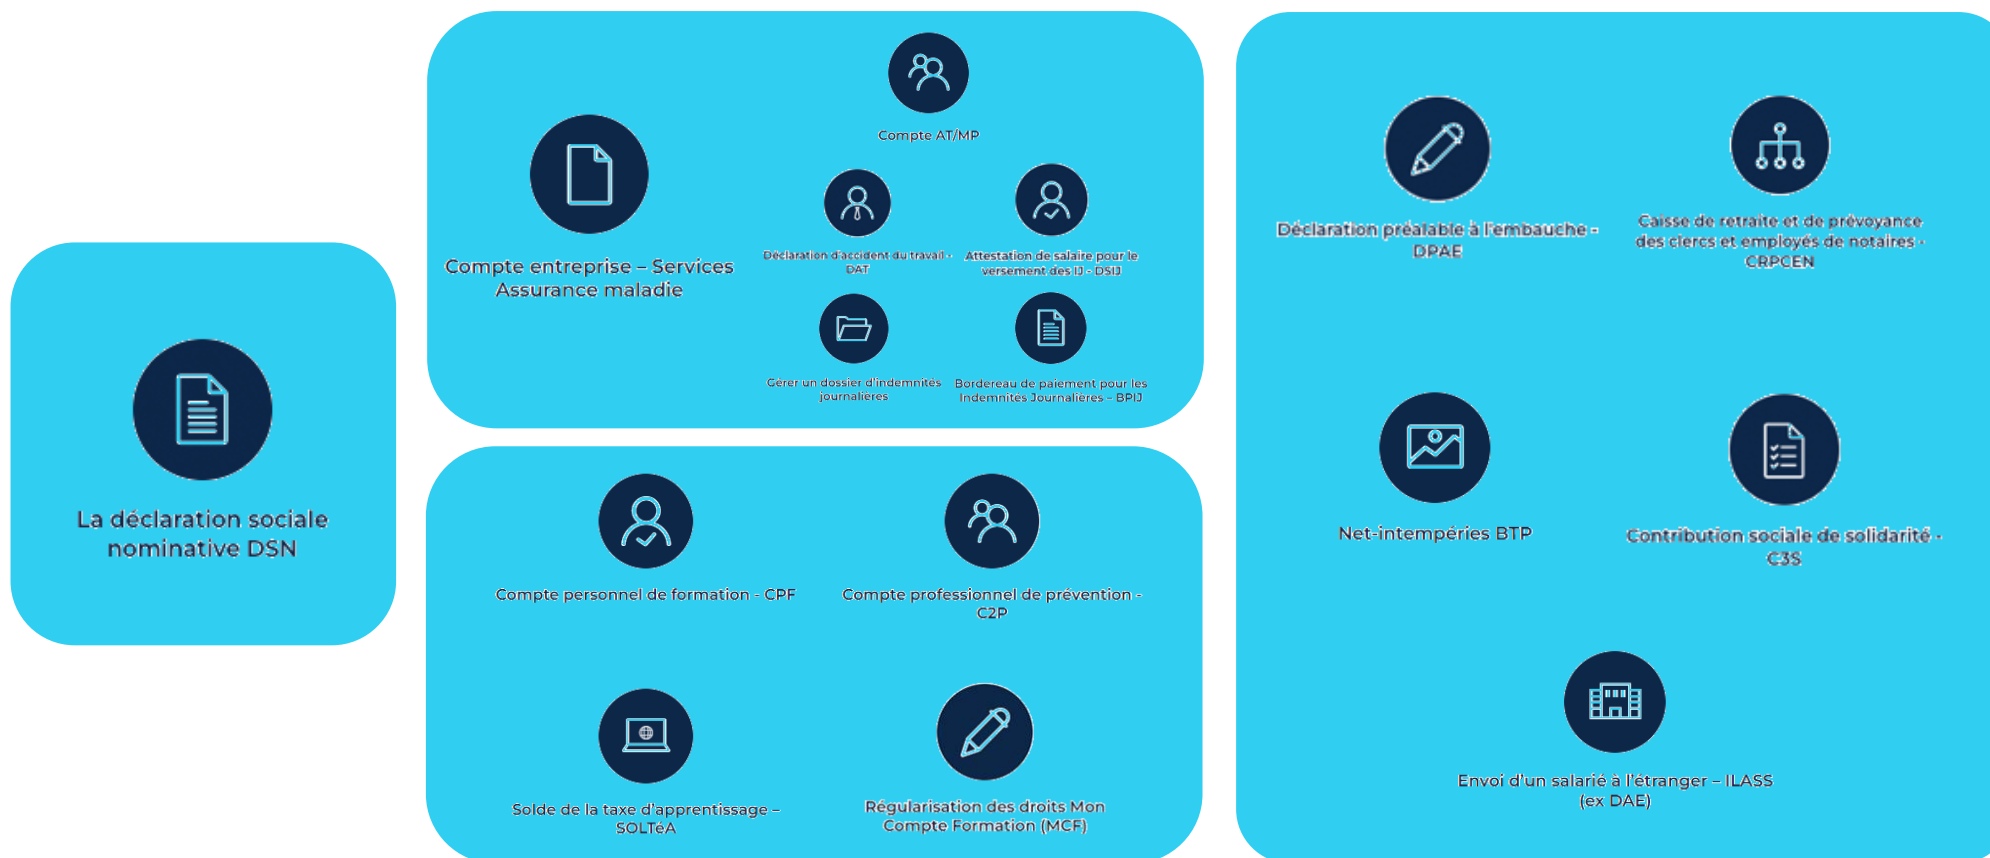 La déclaration sociale
nominative DSN
Compte entreprise – Services
Assurance maladie
Compte AT/MP
Déclaration d'accident du travail -
DAT
Attestation de salaire pour le
versement des IJ - DSIJ
Gérer un dossier d'indemnités
journalières
Bordereau de paiement pour les
Indemnités Journalières – BPIJ
Compte personnel de formation - CPF
Compte professionnel de prévention -
C2P
Solde de la taxe d'apprentissage –
SOLTéA
Régularisation des droits Mon
Compte Formation (MCF)
Déclaration préalable à l'embauche -
DPAE
Caisse de retraite et de prévoyance
des clercs et employés de notaires -
CRPCEN
Net-intempéries BTP
Contribution sociale de solidarité -
C3S
Envoi d'un salarié à l'étranger – ILASS
(ex DAE)